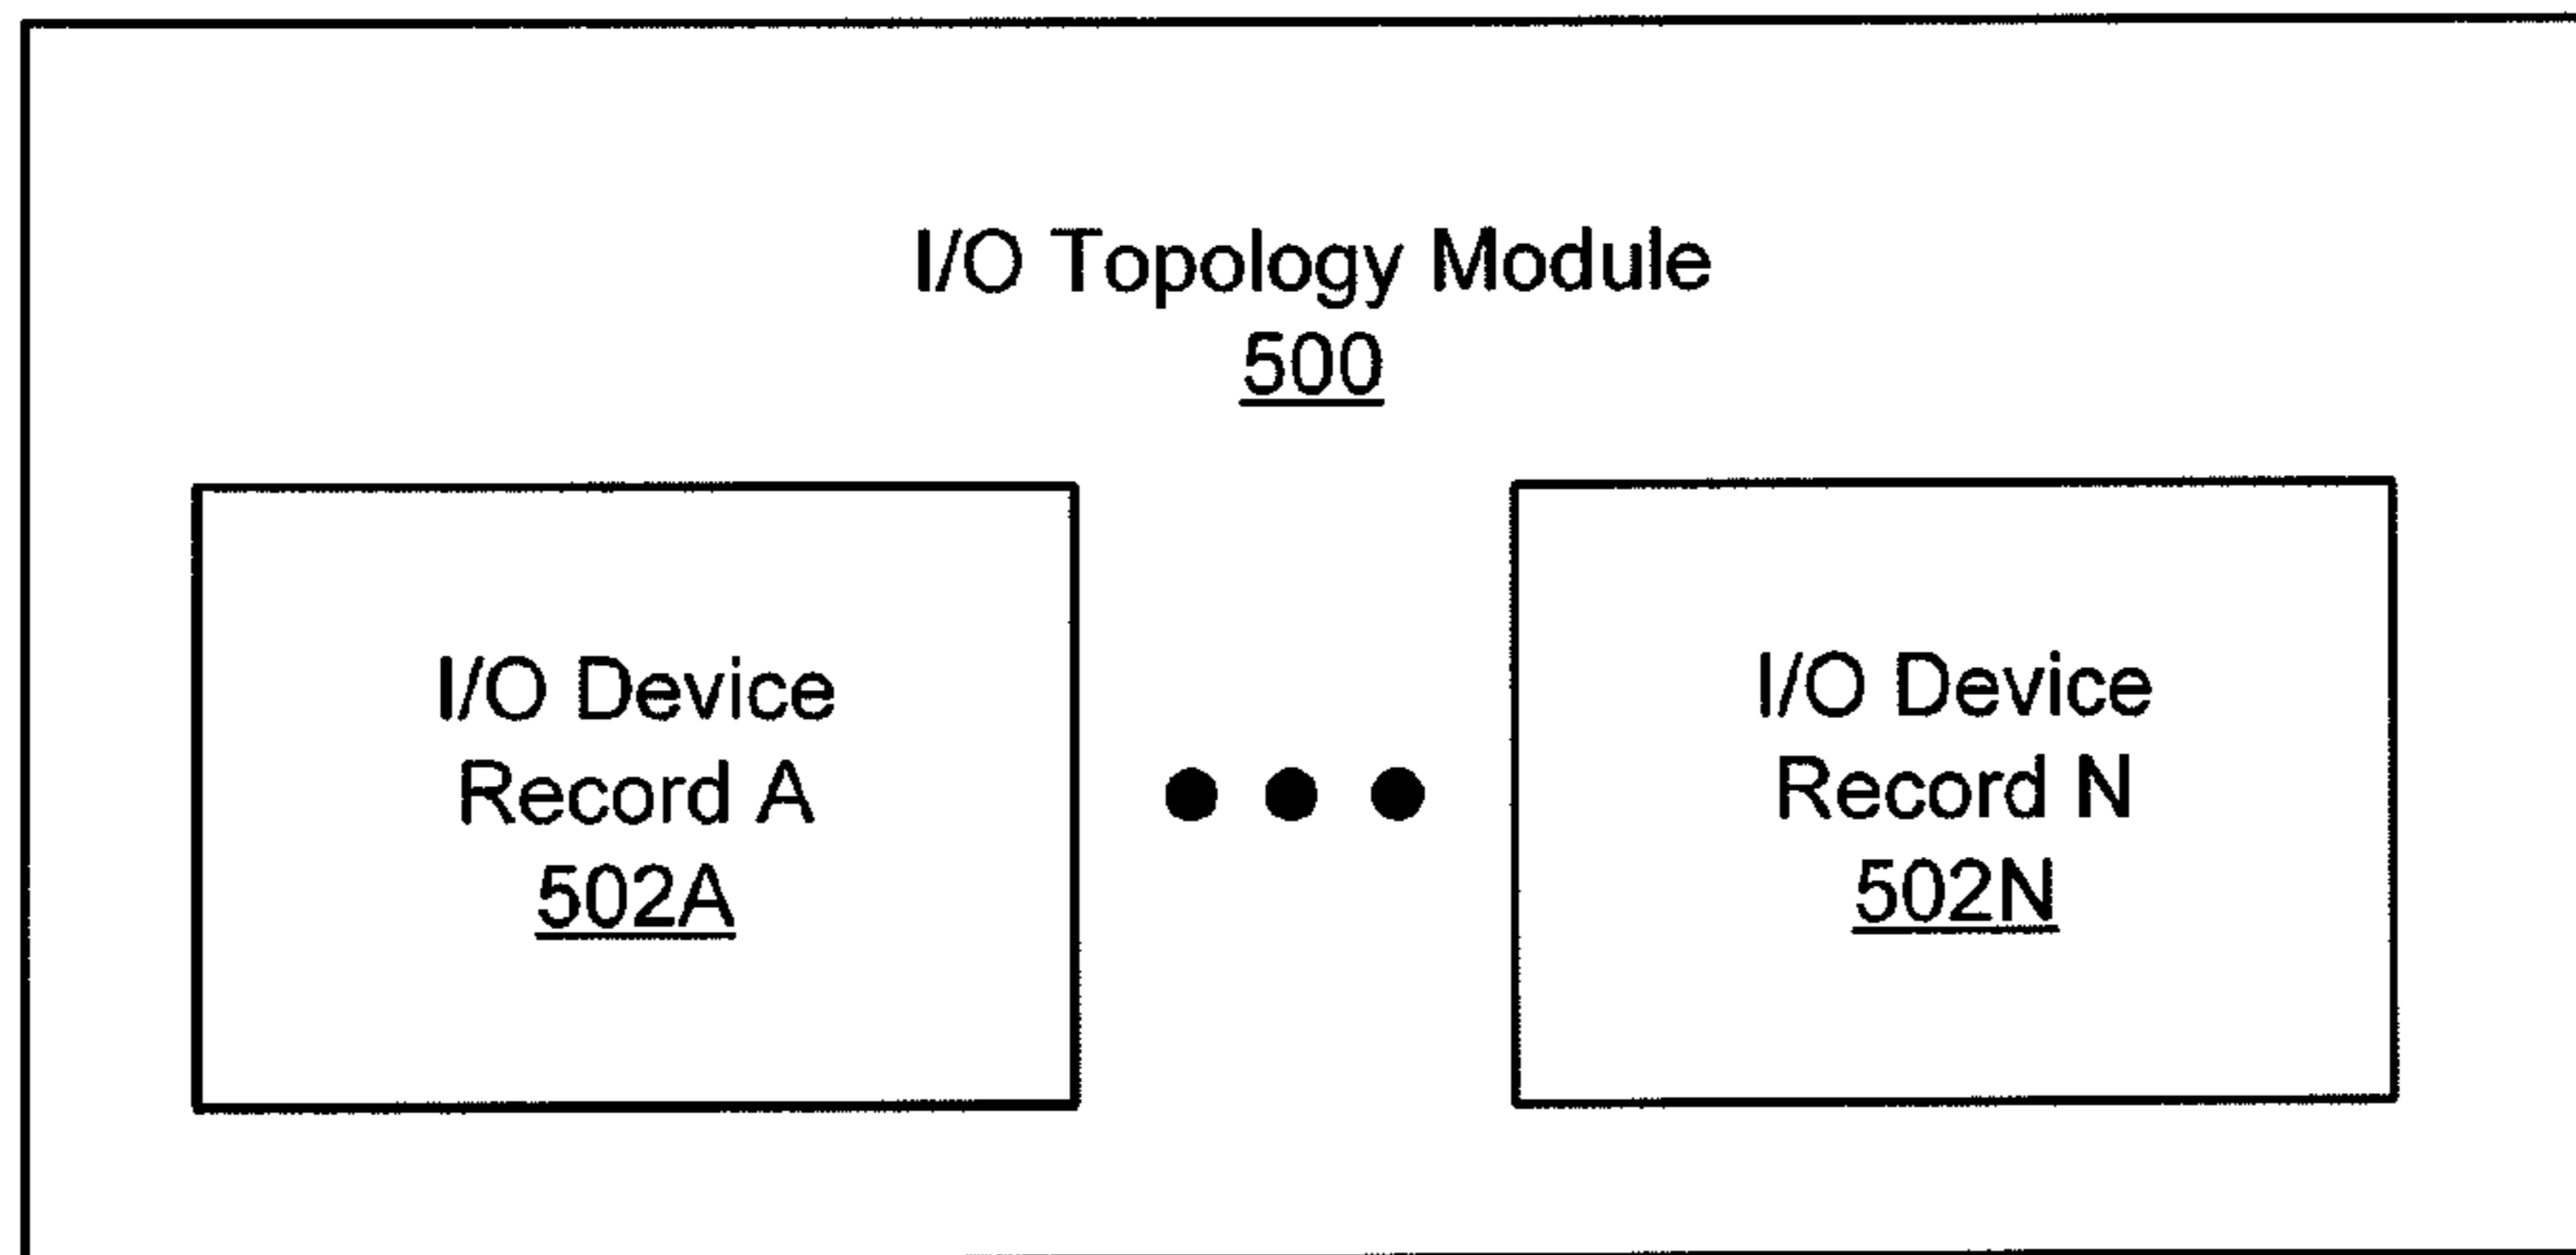 I/O Topology Module
500
I/O Device
Record A
502A
I/O Device
Record N
502N